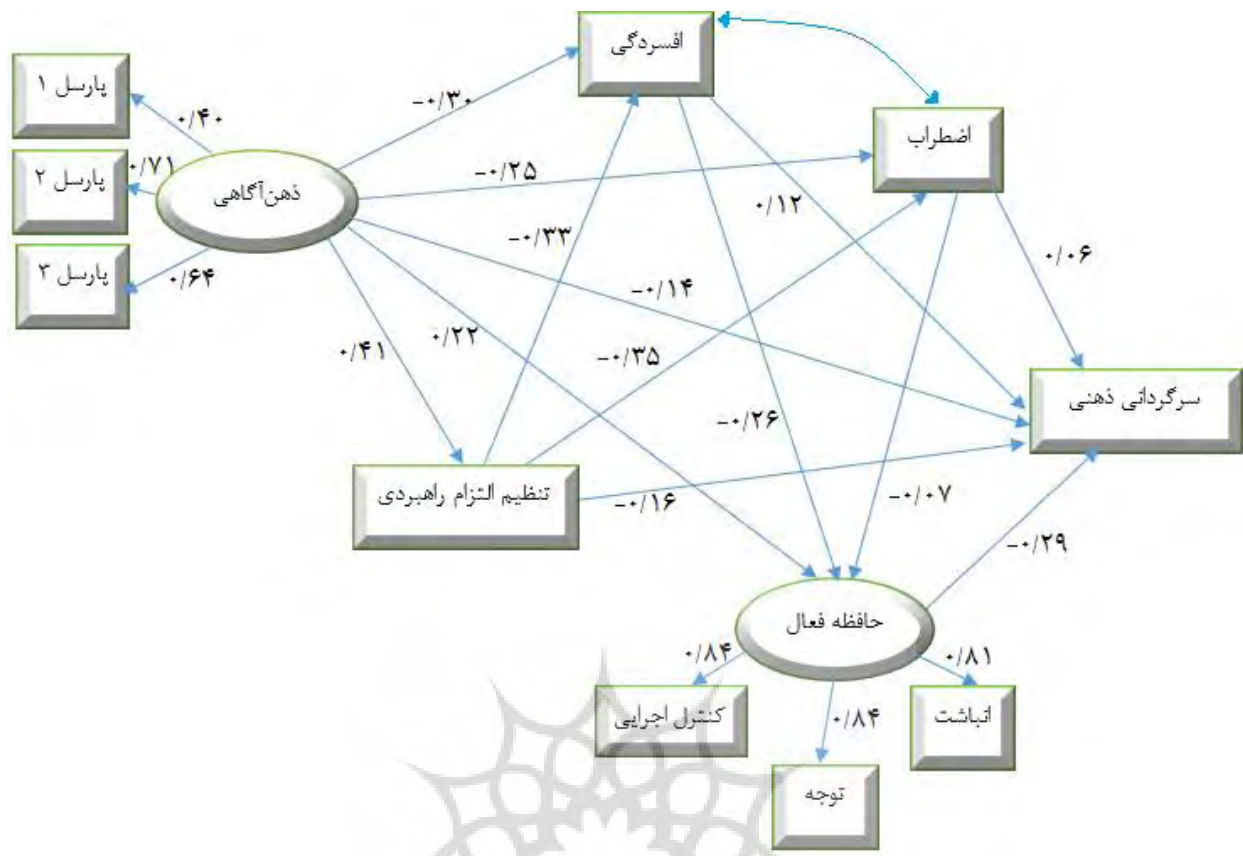 افسردگی
پارسل ۱
اضطراب
-۰/۳۰
۰/۴۰
پارسل ۲
۰/۷۱
ذهن‌آگاهی
-۰/۲۵
۰/۱۲
-۰/۳۳
۰/۰۶
پارسل ۳
۰/۶۴
-۰/۱۴
۰/۴۱
۰/۲۲
-۰/۳۵
سرگردانی ذهنی
-۰/۲۶
تنظیم التزام راهبردی
-۰/۱۶
-۰/۰۷
-۰/۲۹
حافظه فعال
۰/۸۴
۰/۸۱
کنترل اجرایی
۰/۸۴
انباشت
توجه